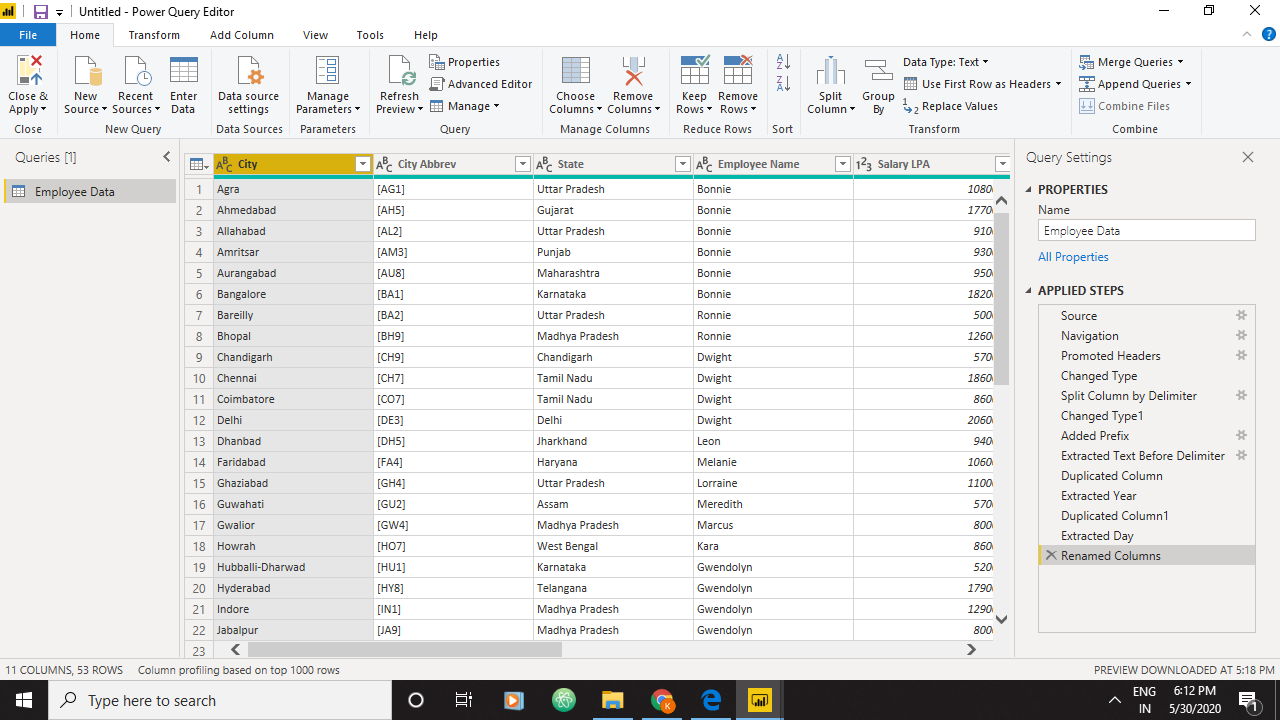 Untitled - Power Query Editor
File Home Transform Add Column View Tools Help
Close & Apply
Close
New Source
Recent Sources
Enter Data
New Query
Data source settings
Data Sources
Manage Parameters
Parameters
Refresh Preview
Properties
Advanced Editor
Manage
Query
Choose Columns
Remove Columns
Manage Columns
Keep Rows
Remove Rows
Reduce Rows
Sort
Split Column
Group By
Data Type: Text
Use First Row as Headers
Replace Values
Transform
Merge Queries
Append Queries
Combine Files
Combine
Queries [1]
Employee Data
City City Abbrev State Employee Name Salary LPA
1 Agra [AG1] Uttar Pradesh Bonnie 1080
2 Ahmedabad [AH5] Gujarat Bonnie 1770
3 Allahabad [AL2] Uttar Pradesh Bonnie 910
4 Amritsar [AM3] Punjab Bonnie 930
5 Aurangabad [AU8] Maharashtra Bonnie 950
6 Bangalore [BA1] Karnataka Bonnie 1820
7 Bareilly [BA2] Uttar Pradesh Ronnie 500
8 Bhopal [BH9] Madhya Pradesh Ronnie 1260
9 Chandigarh [CH9] Chandigarh Dwight 570
10 Chennai [CH7] Tamil Nadu Dwight 1860
11 Coimbatore [CO7] Tamil Nadu Dwight 860
12 Delhi [DE3] Delhi Dwight 2060
13 Dhanbad [DH5] Jharkhand Leon 940
14 Faridabad [FA4] Haryana Melanie 1060
15 Ghaziabad [GH4] Uttar Pradesh Lorraine 1100
16 Guwahati [GU2] Assam Meredith 570
17 Gwalior [GW4] Madhya Pradesh Marcus 800
18 Howrah [HO7] West Bengal Kara 860
19 Hubballi-Dharwad [HU1] Karnataka Gwendolyn 520
20 Hyderabad [HY8] Telangana Gwendolyn 1790
21 Indore [IN1] Madhya Pradesh Gwendolyn 1290
22 Jabalpur [JA9] Madhya Pradesh Gwendolyn 800
23
Query Settings
PROPERTIES
Name
Employee Data
All Properties
APPLIED STEPS
Source
Navigation
Promoted Headers
Changed Type
Split Column by Delimiter
Changed Type1
Added Prefix
Extracted Text Before Delimiter
Duplicated Column
Extracted Year
Duplicated Column1
Extracted Day
Renamed Columns
11 COLUMNS, 53 ROWS Column profiling based on top 1000 rows PREVIEW DOWNLOADED AT 5:18 PM
Type here to search
ENG
IN
6:12 PM
5/30/2020
1